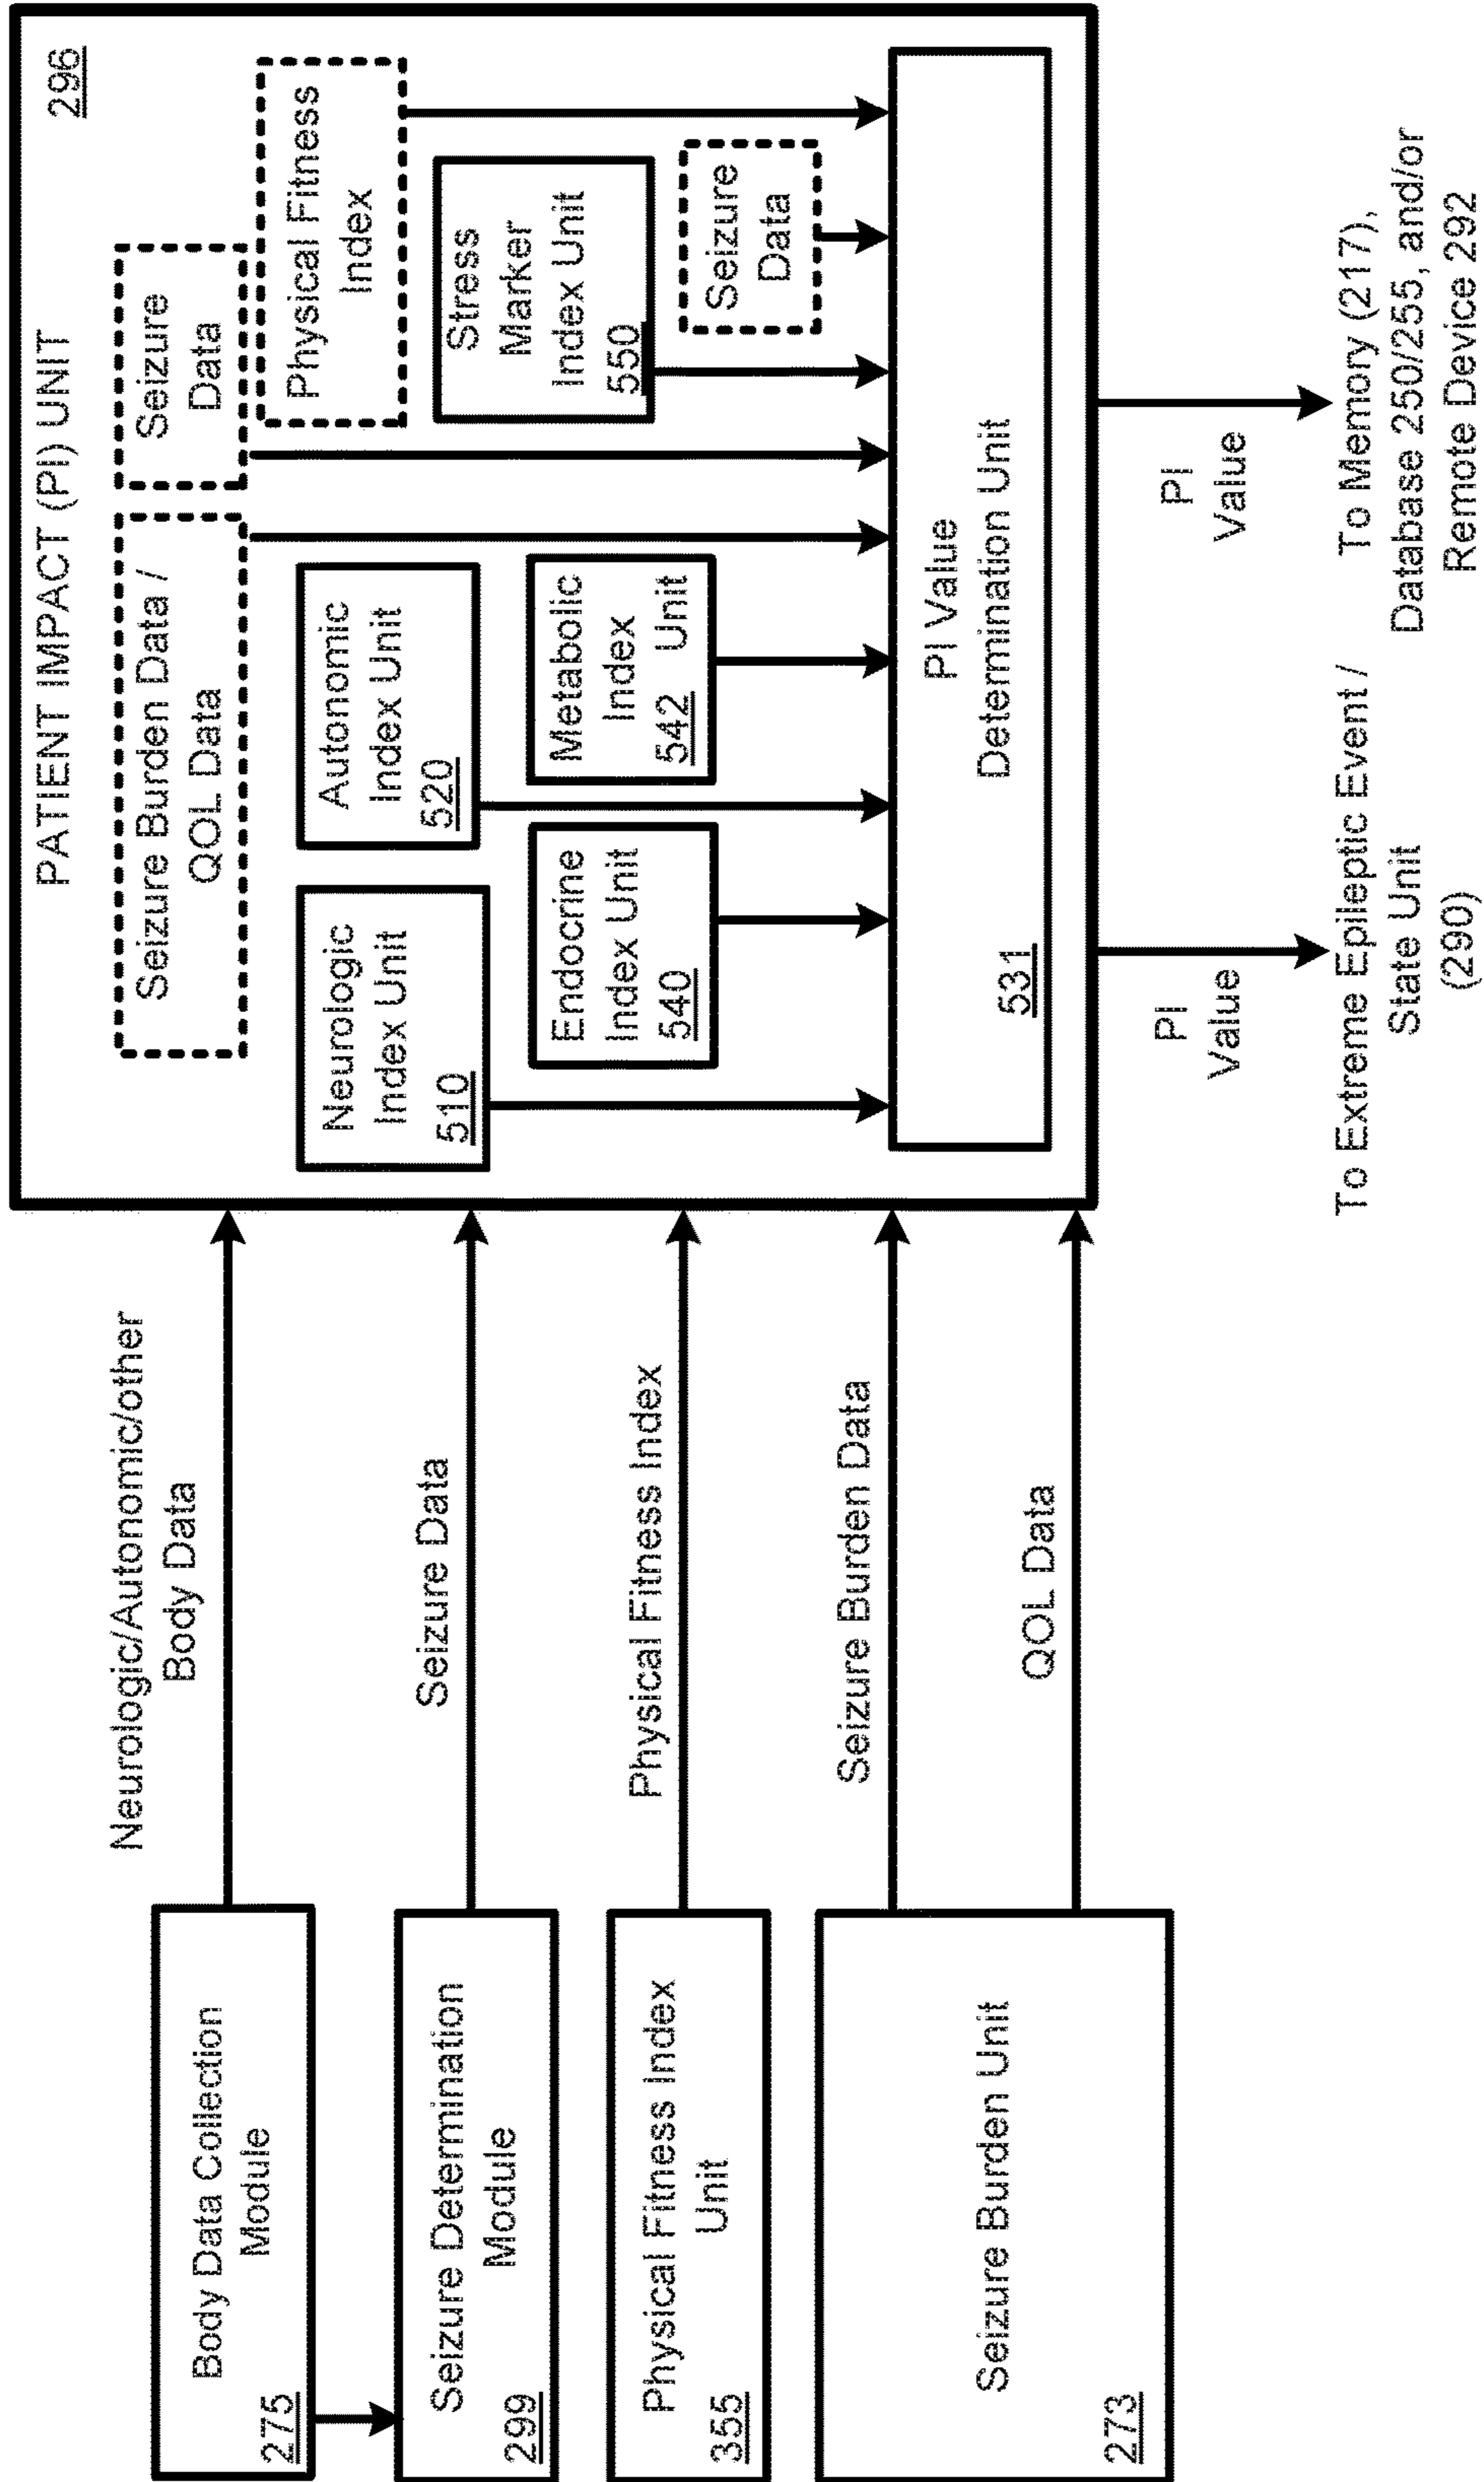 PATIENT IMPACT (PI) UNIT
296
Seizure Burden Data /
QOL Data
Seizure
Data
Physical Fitness
Index
Neurologic
Index Unit
510
Autonomic
Index Unit
520
Stress
Marker
Index Unit
550
Endocrine
Index Unit
540
Metabolic
Index
542 Unit
Seizure
Data
PI Value
Determination Unit
531
Body Data Collection
Module
275
Neurologic/Autonomic/other
Body Data
Seizure Determination
Module
299
Seizure Data
Physical Fitness Index
Unit
355
Physical Fitness Index
Seizure Burden Unit
273
Seizure Burden Data
QOL Data
PI
Value
To Extreme Epileptic Event /
State Unit
(290)
PI
Value
To Memory (217),
Database 250/255, and/or
Remote Device 292